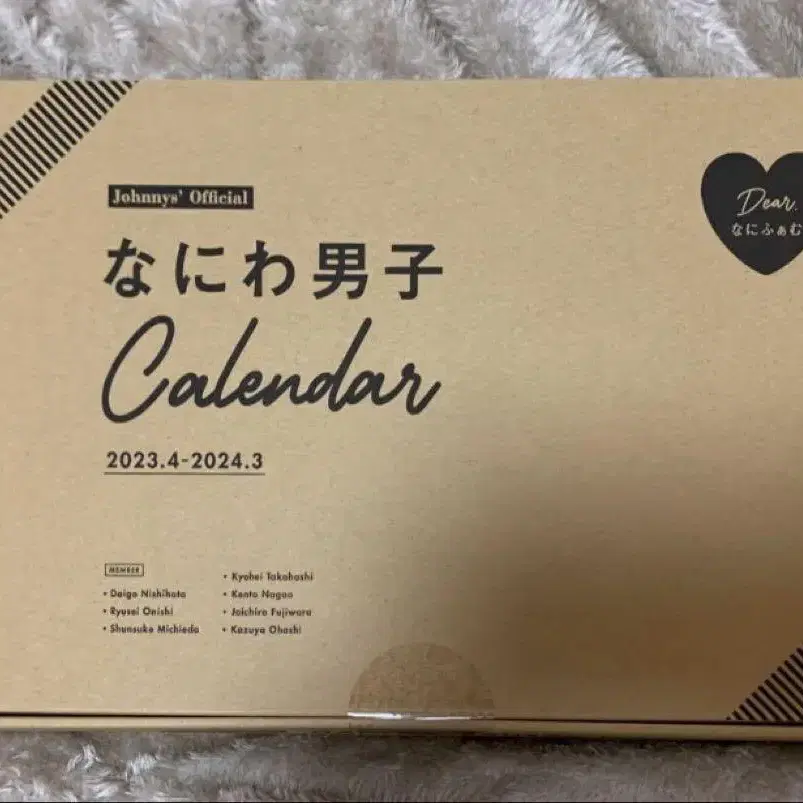 Johnnys' Official
Dear.
なにふぁむ
なにわ男子
Calendar
2023.4-2024.3
MEMBER
• Daigo Nishihata
• Ryusei Onishi
• Shunsuke Michieda
• Kyohei Takahashi
• Kento Nagao
• Joichiro Fujiwara
• Kazuya Ohashi